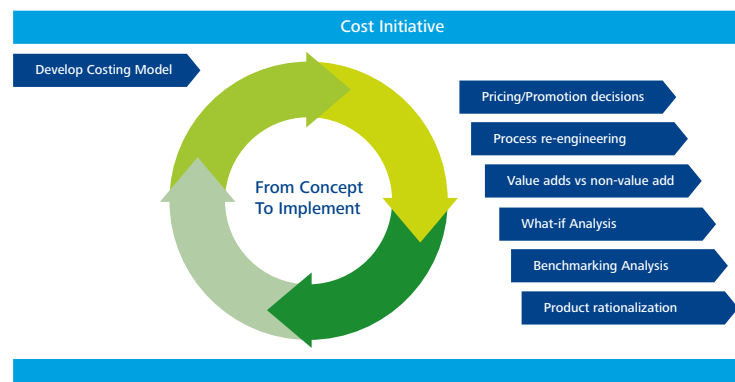 Cost Initiative
Develop Costing Model
Pricing/Promotion decisions
Process re-engineering
Value adds vs non-value add
What-if Analysis
Benchmarking Analysis
Product rationalization
From Concept
To Implement